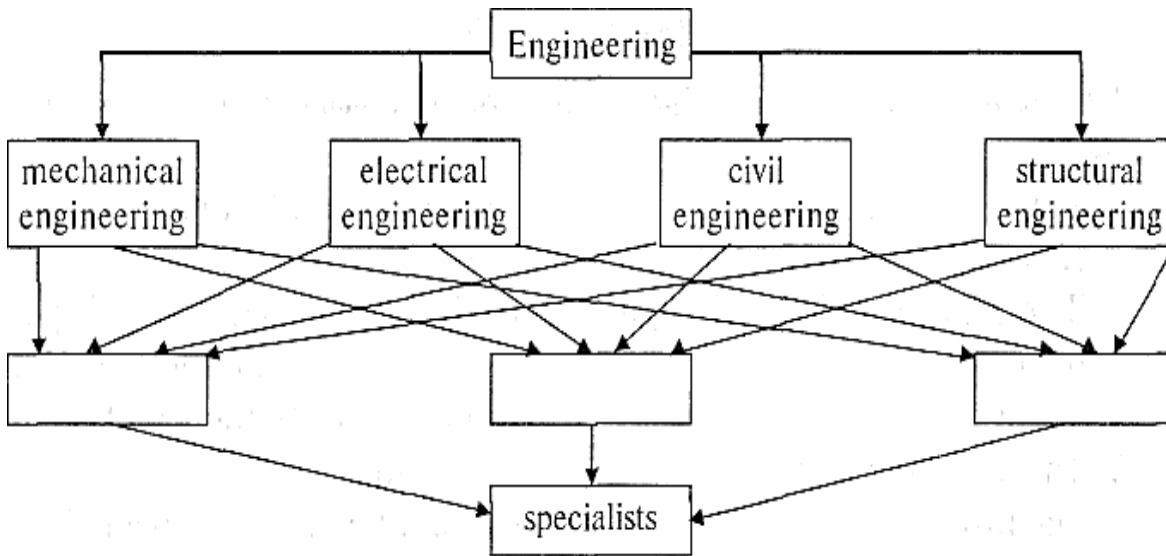 Engineering
mechanical
engineering
electrical
engineering
civil
engineering
structural
engineering
specialists